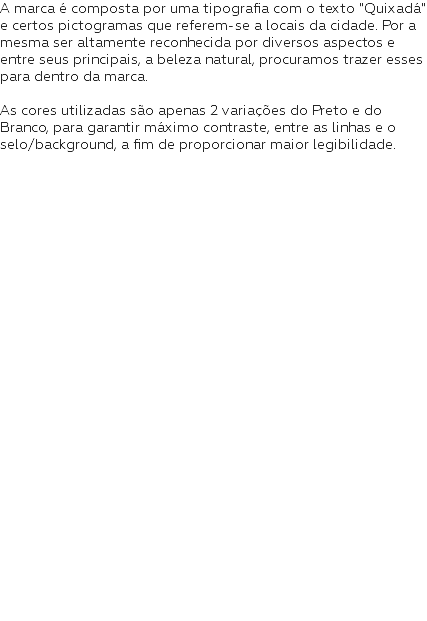 A marca é composta por uma tipografia com o texto "Quixadá"
e certos pictogramas que referem-se a locais da cidade. Por a
mesma ser altamente reconhecida por diversos aspectos e
entre seus principais, a beleza natural, procuramos trazer esses
para dentro da marca.

As cores utilizadas são apenas 2 variações do Preto e do
Branco, para garantir máximo contraste, entre as linhas e o
selo/background, a fim de proporcionar maior legibilidade.